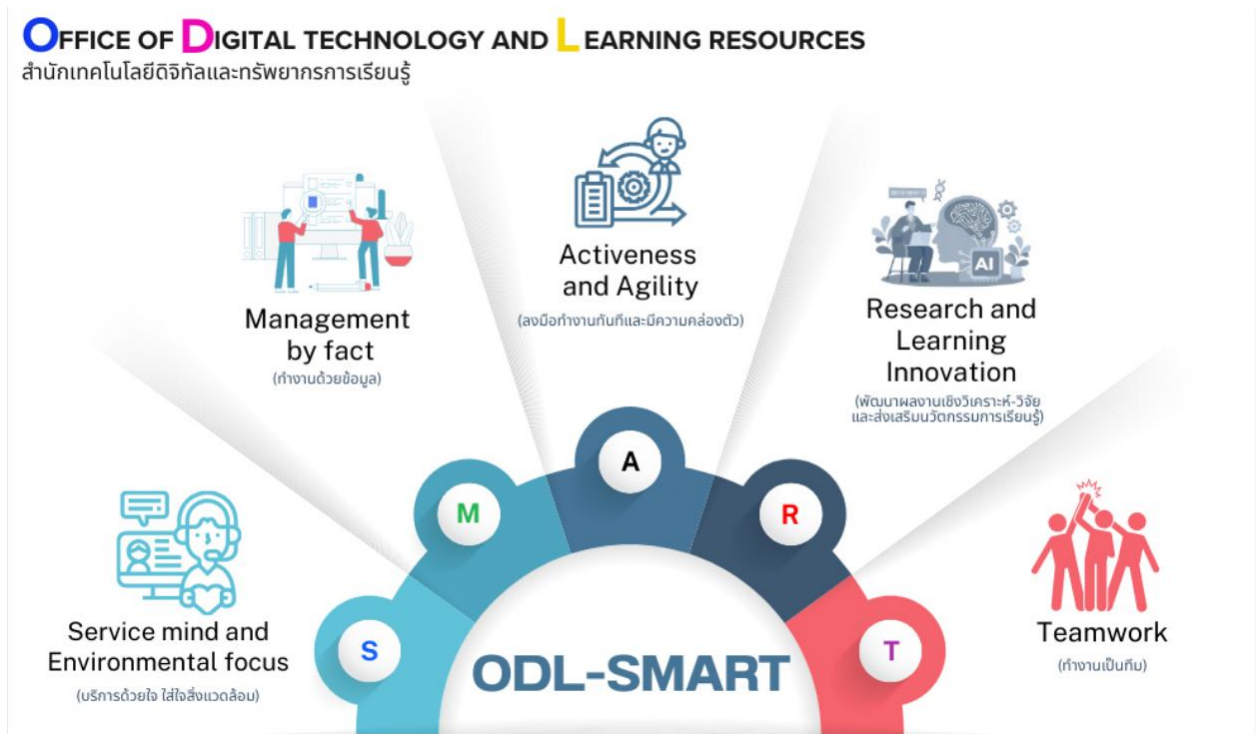 OFFICE OF DIGITAL TECHNOLOGY AND LEARNING RESOURCES
สำนักเทคโนโลยีดิจิทัลและทรัพยากรการเรียนรู้
Activeness
and Agility
(ลงมือทำงานทันทีและมีความคล่องตัว)
Management
by fact
(ทำงานด้วยข้อมูล)
AI
Research and
Learning
Innovation
(พัฒนาผลงานเชิงวิเคราะห์-วิจัย
และส่งเสริมนวัตกรรมการเรียนรู้)
Service mind and
Environmental focus
(บริการด้วยใจ ใส่ใจสิ่งแวดล้อม)
S
M
A
R
T
Teamwork
(ทำงานเป็นทีม)
ODL-SMART